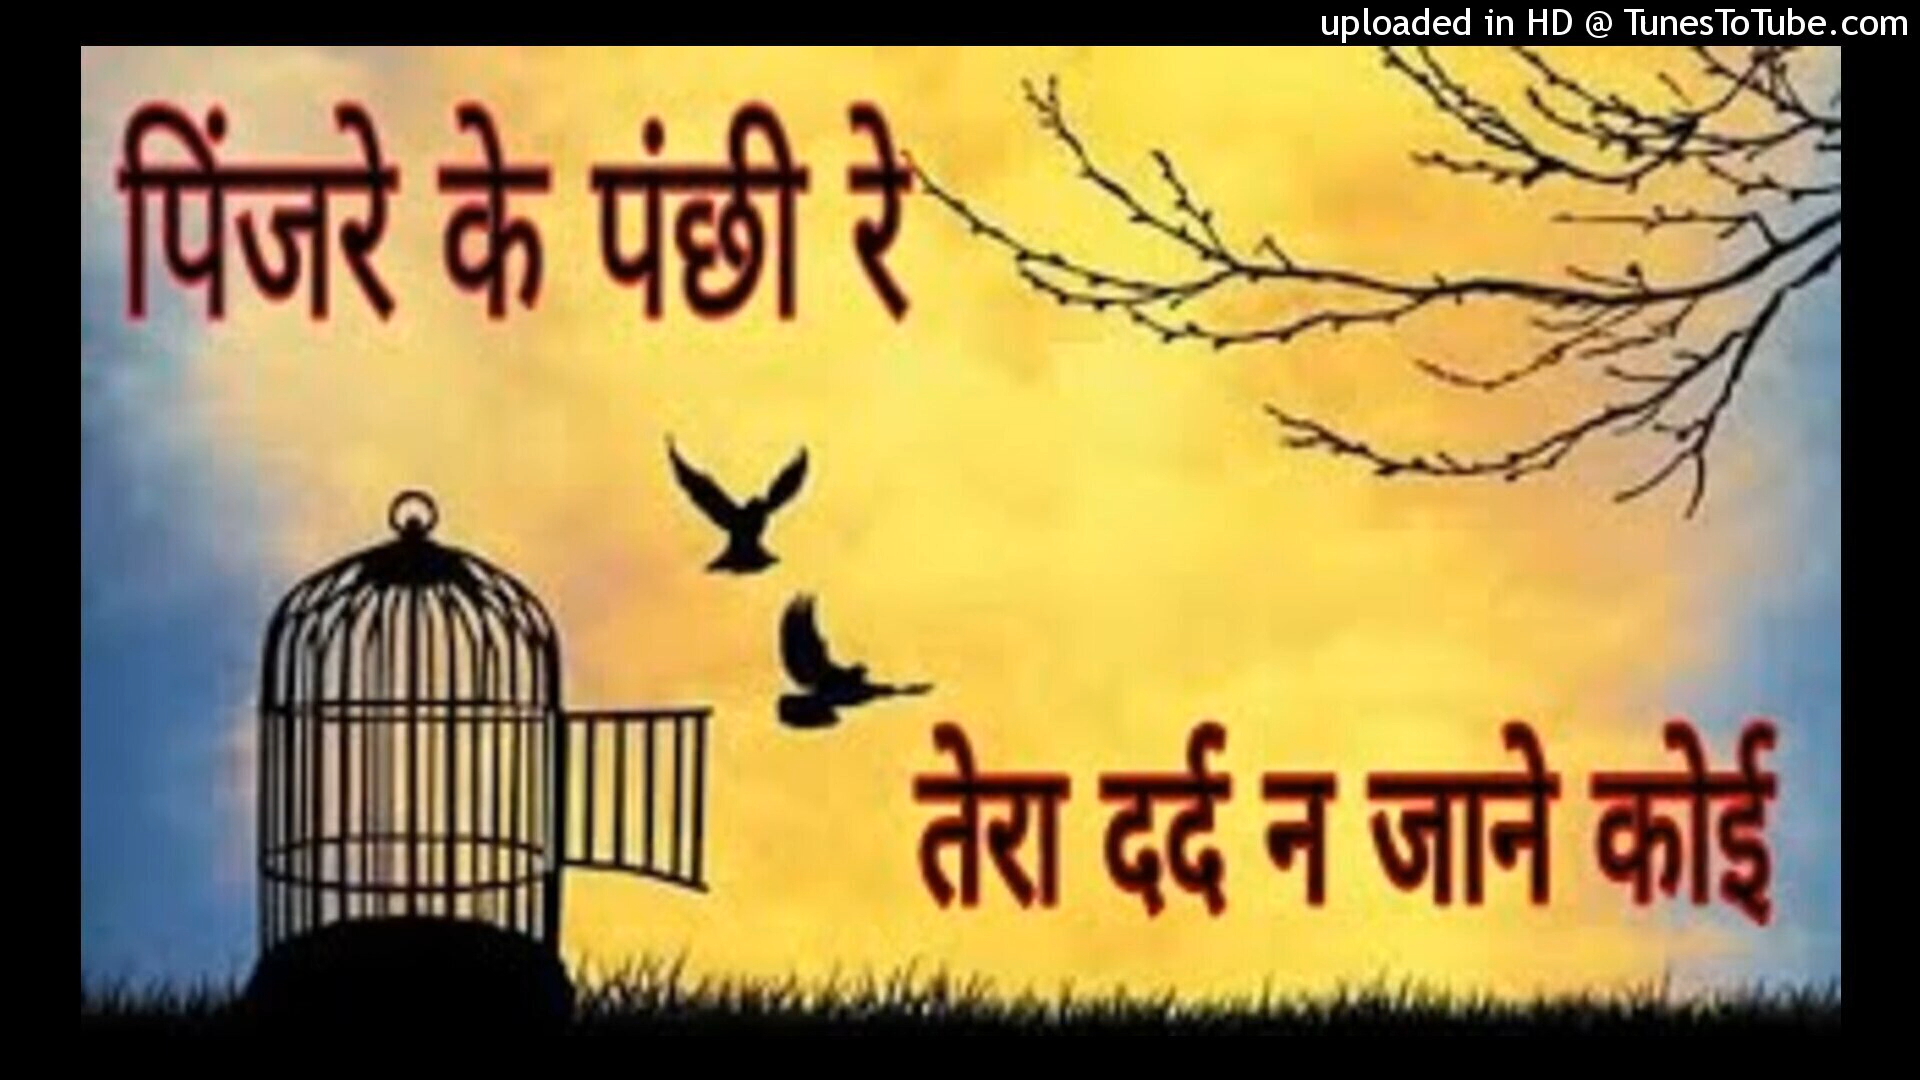 uploaded in HD @ TunesToTube.com
पिंजरे के पंछी रे
तेरा दर्द न जाने कोई